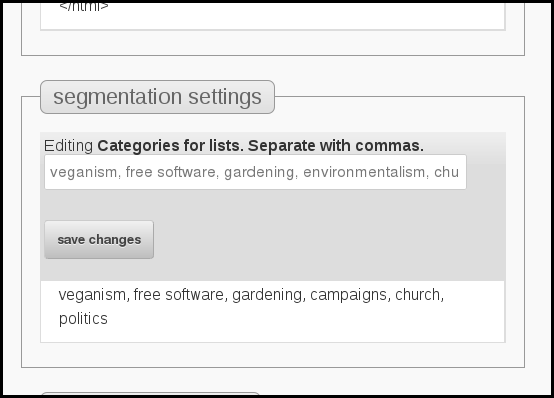 </html>
segmentation settings
Editing Categories for lists. Separate with commas.
veganism, free software, gardening, environmentalism, chu
save changes
veganism, free software, gardening, campaigns, church,
politics